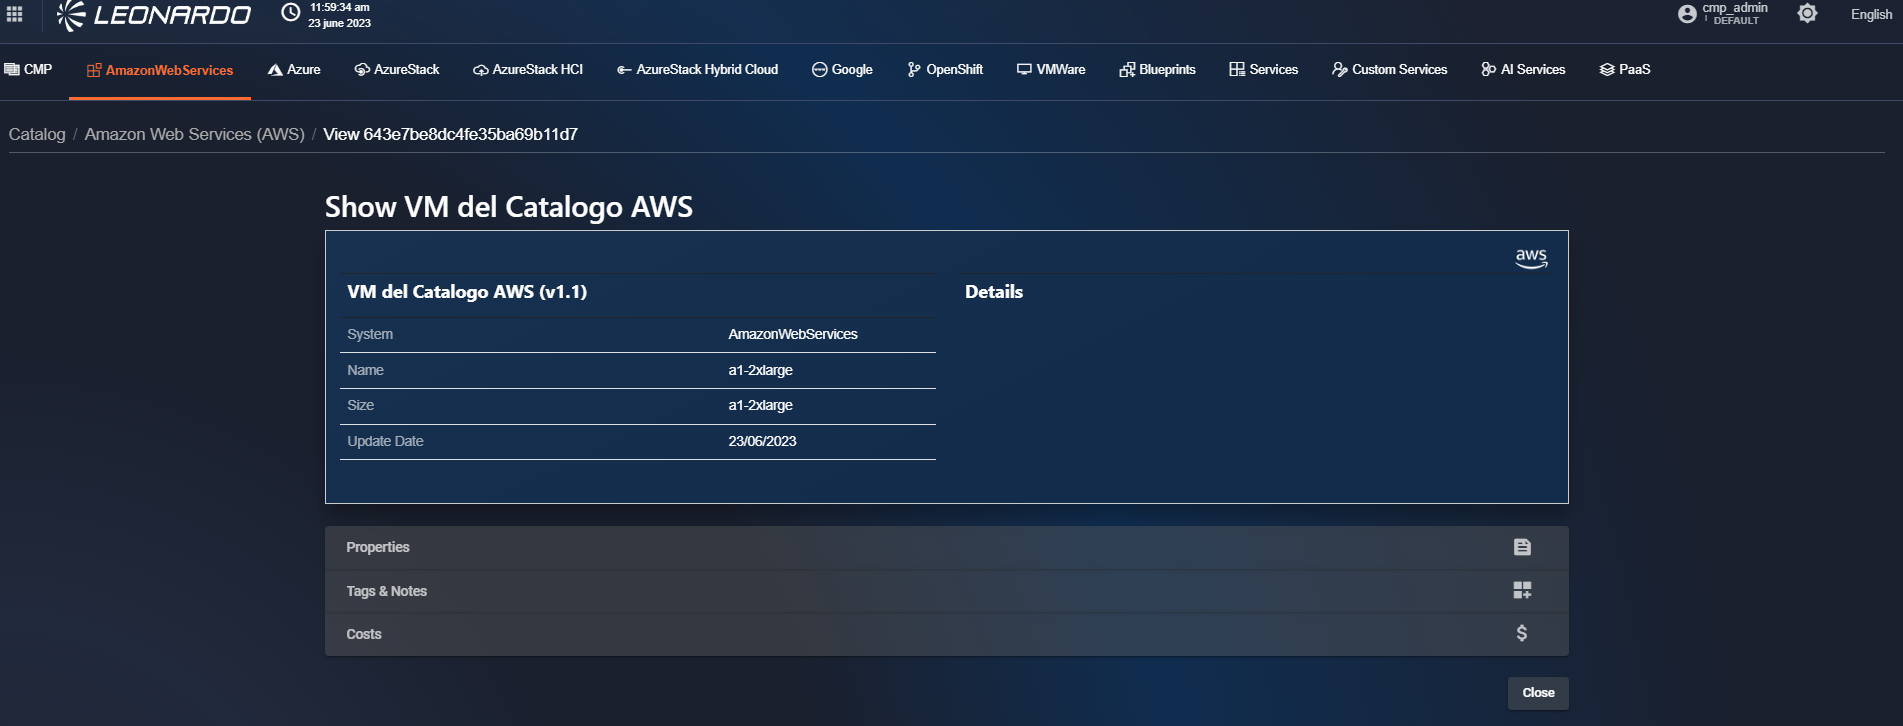 LEONARDO
11:59:34 am
23 june 2023
cmp_admin
DEFAULT
English
CMP
AmazonWebServices
Azure
AzureStack
AzureStack HCI
AzureStack Hybrid Cloud
Google
OpenShift
VMWare
Blueprints
Services
Custom Services
AI Services
PaaS
Catalog / Amazon Web Services (AWS) / View 643e7be8dc4fe35ba69b11d7
Show VM del Catalogo AWS
aws
VM del Catalogo AWS (v1.1)
Details
System AmazonWebServices
Name a1-2xlarge
Size a1-2xlarge
Update Date 23/06/2023
Properties
Tags & Notes
Costs
$
Close